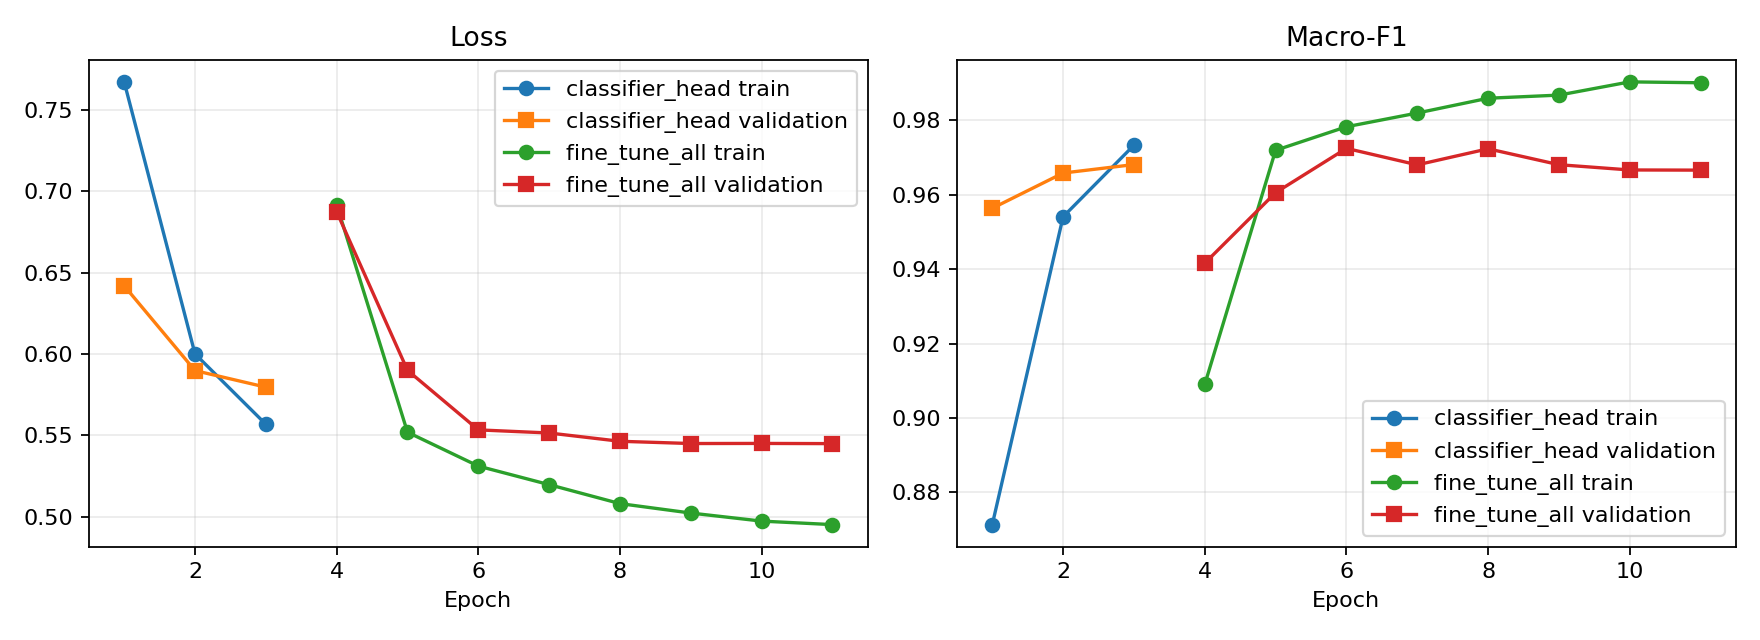 Loss
0.75
0.70
0.65
0.60
0.55
0.50
classifier_head train
classifier_head validation
fine_tune_all train
fine_tune_all validation
2 4 6 8 10
Epoch
Macro-F1
0.98
0.96
0.94
0.92
0.90
0.88
classifier_head train
classifier_head validation
fine_tune_all train
fine_tune_all validation
2 4 6 8 10
Epoch